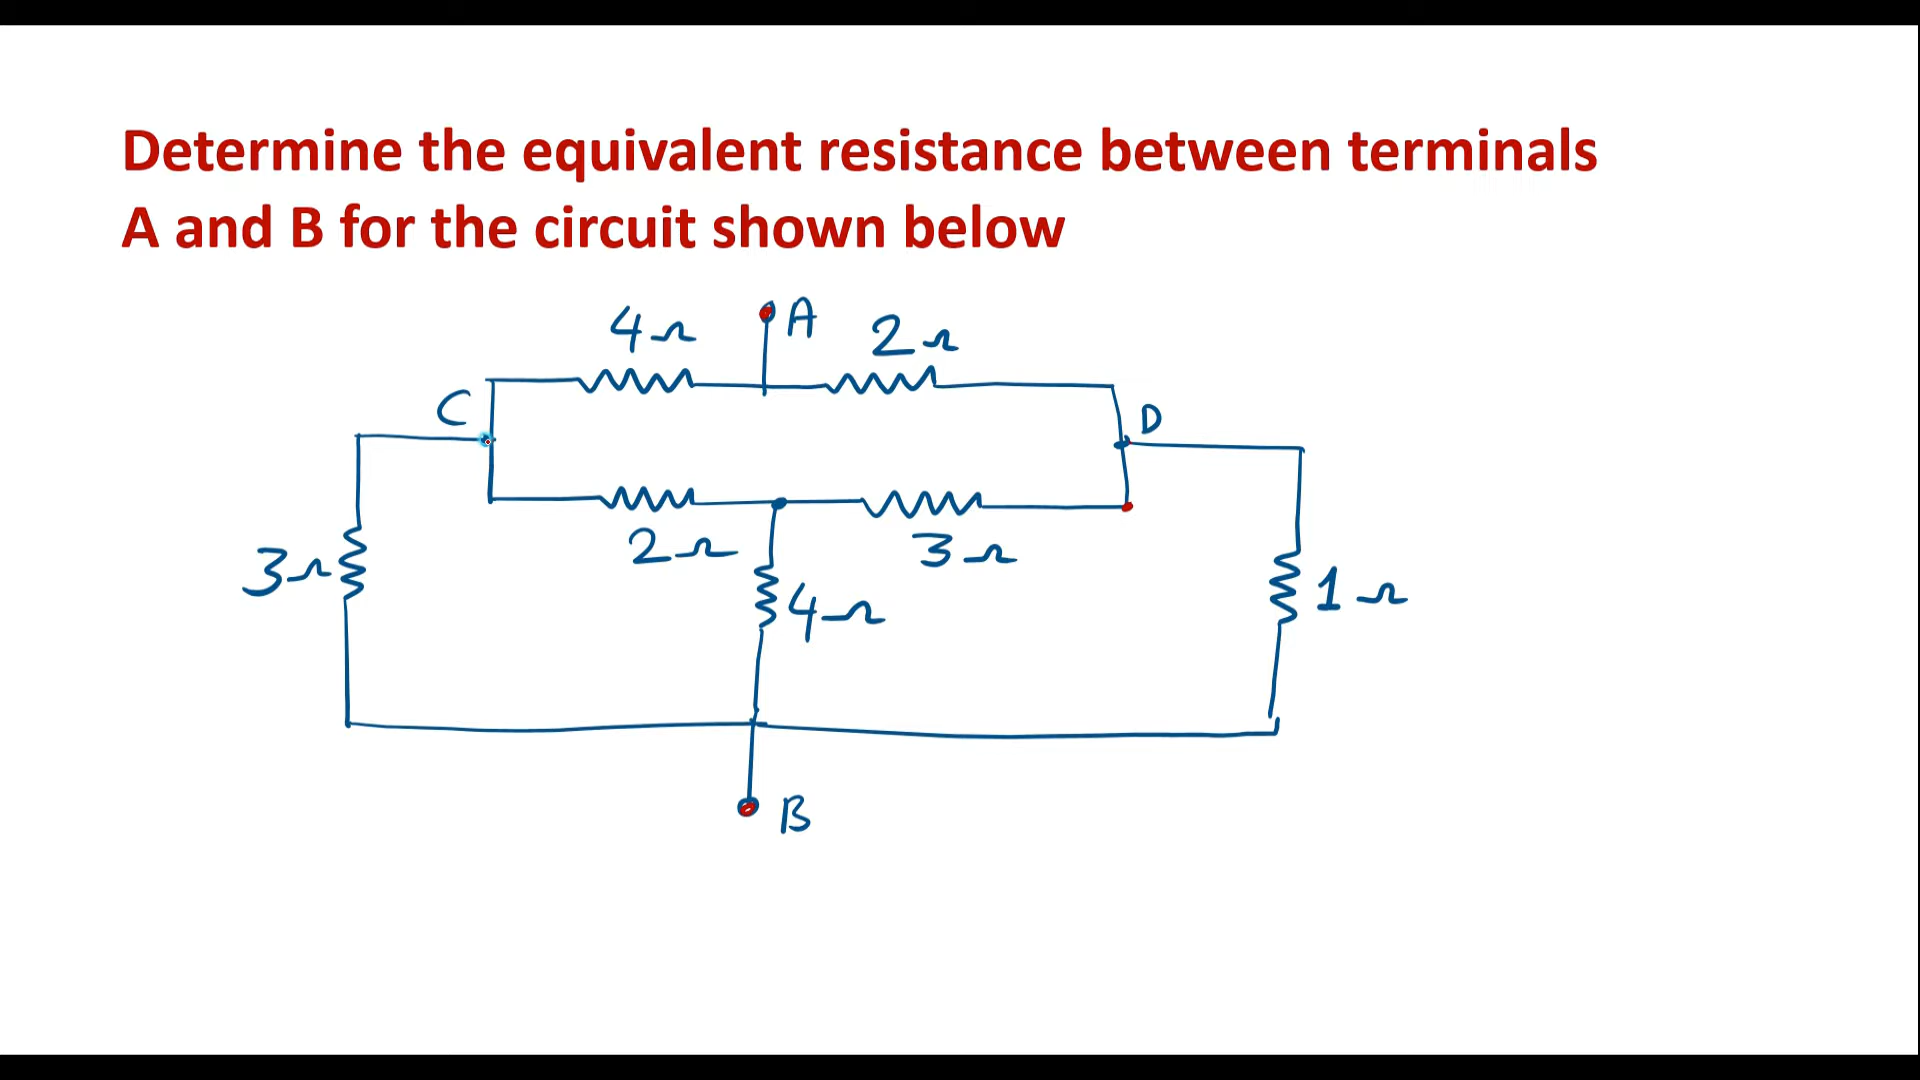 Determine the equivalent resistance between terminals
A and B for the circuit shown below
4Ω
A
2Ω
C
D
2Ω
3Ω
3Ω
4Ω
1Ω
B